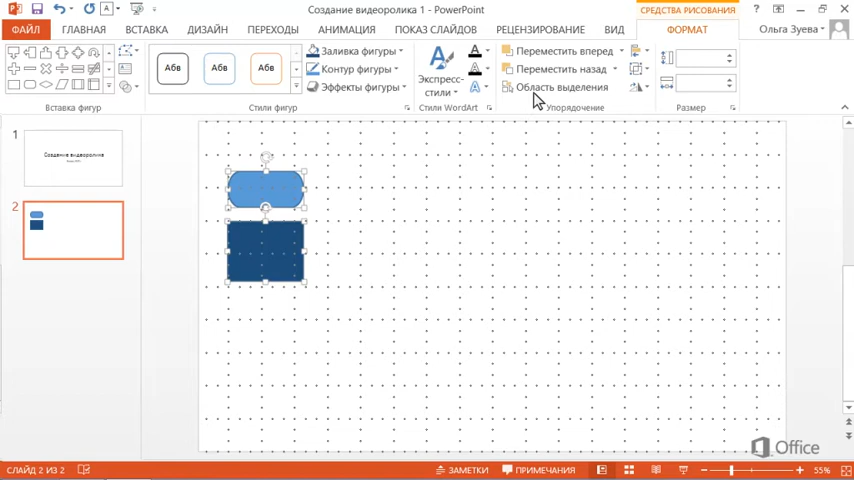 Создание видеоролика 1 - PowerPoint
СРЕДСТВА РИСОВАНИЯ
ФАЙЛ ГЛАВНАЯ ВСТАВКА ДИЗАЙН ПЕРЕХОДЫ АНИМАЦИЯ ПОКАЗ СЛАЙДОВ РЕЦЕНЗИРОВАНИЕ ВИД ФОРМАТ Ольга Зуева
Абв Абв Абв
Заливка фигуры
Контур фигуры
Эффекты фигуры
Экспресс-
стили
Переместить вперед
Переместить назад
Область выделения
Вставка фигур Стили фигур Стили WordArt Упорядочение Размер
1
Создание видеоролика
2
Office
СЛАЙД 2 ИЗ 2 ЗАМЕТКИ ПРИМЕЧАНИЯ 55%